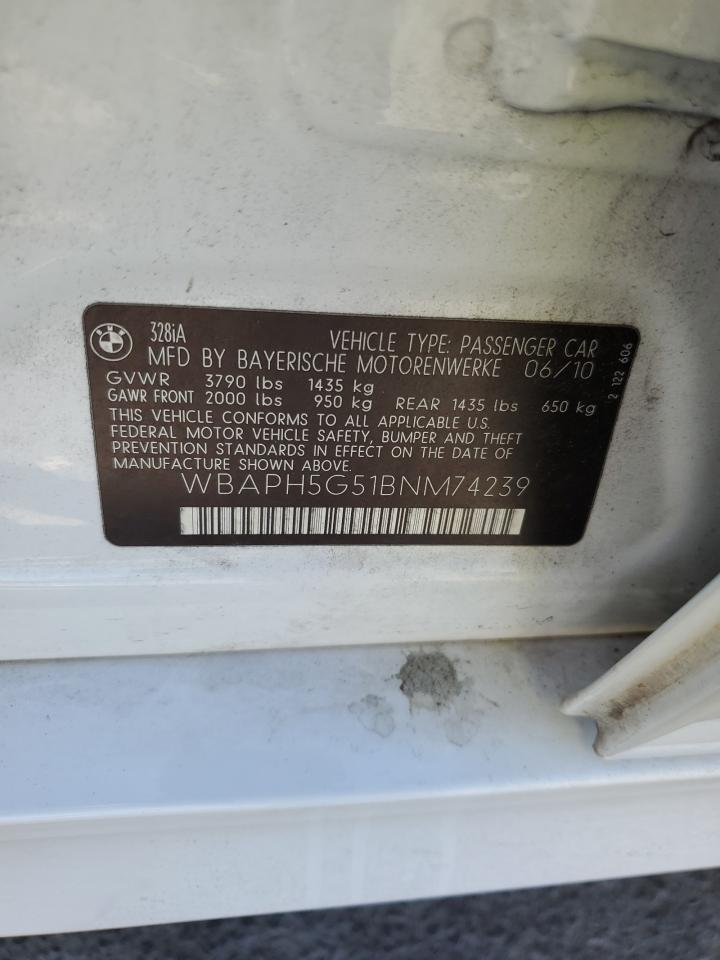 BMW
328iA
VEHICLE TYPE: PASSENGER CAR
MFD BY BAYERISCHE MOTORENWERKE 06/10
GVWR 3790 lbs 1435 kg
GAWR FRONT 2000 lbs 950 kg REAR 1435 lbs 650 kg
THIS VEHICLE CONFORMS TO ALL APPLICABLE U.S.
FEDERAL MOTOR VEHICLE SAFETY, BUMPER AND THEFT
PREVENTION STANDARDS IN EFFECT ON THE DATE OF
MANUFACTURE SHOWN ABOVE.
WBAPH5G51BNM74239
2 122 606